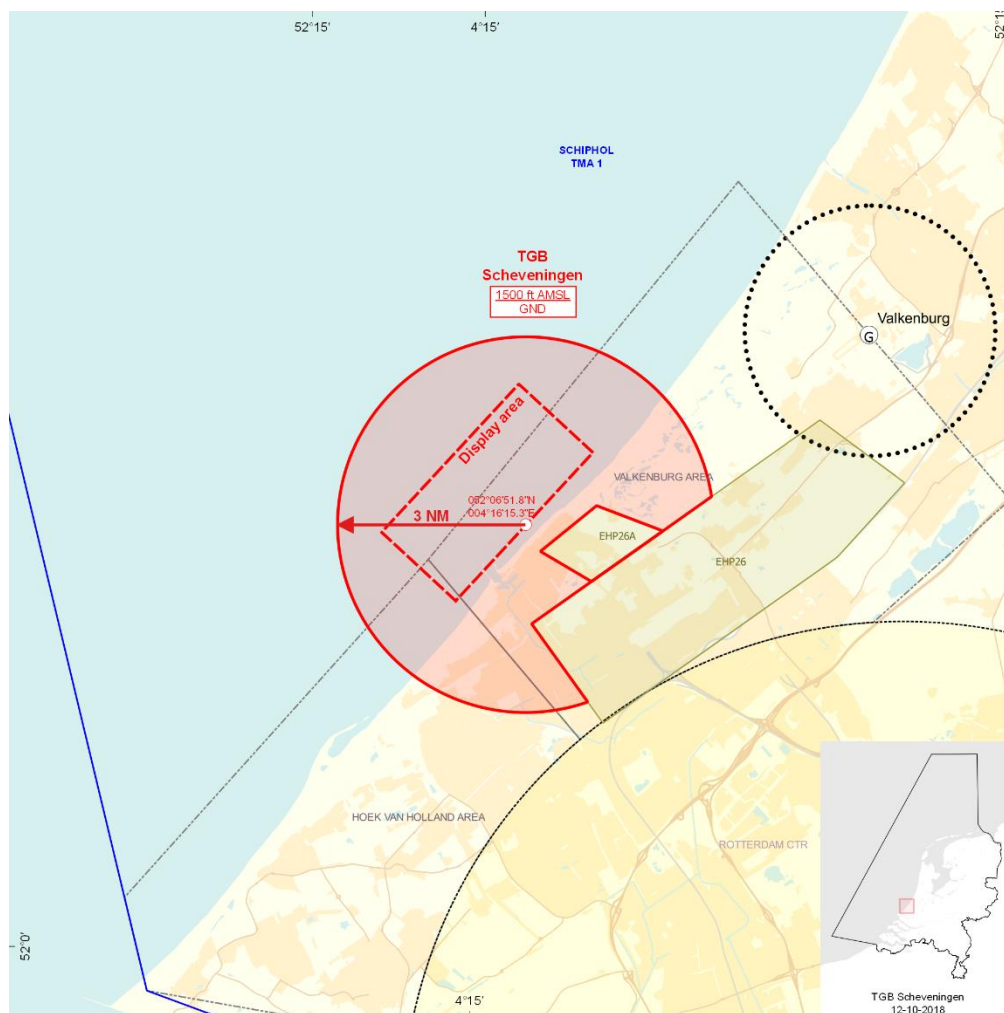 52°15'
4°15'
52°15'
SCHIPHOL
TMA 1
TGB
Scheveningen
1500 ft AMSL
GND
Valkenburg
G
Display area
VALKENBURG AREA
052°06'51.8"N
004°16'15.3"E
3 NM
EHP26A
EHP26
HOEK VAN HOLLAND AREA
ROTTERDAM CTR
52°0'
4°15'
TGB Scheveningen
12-10-2018